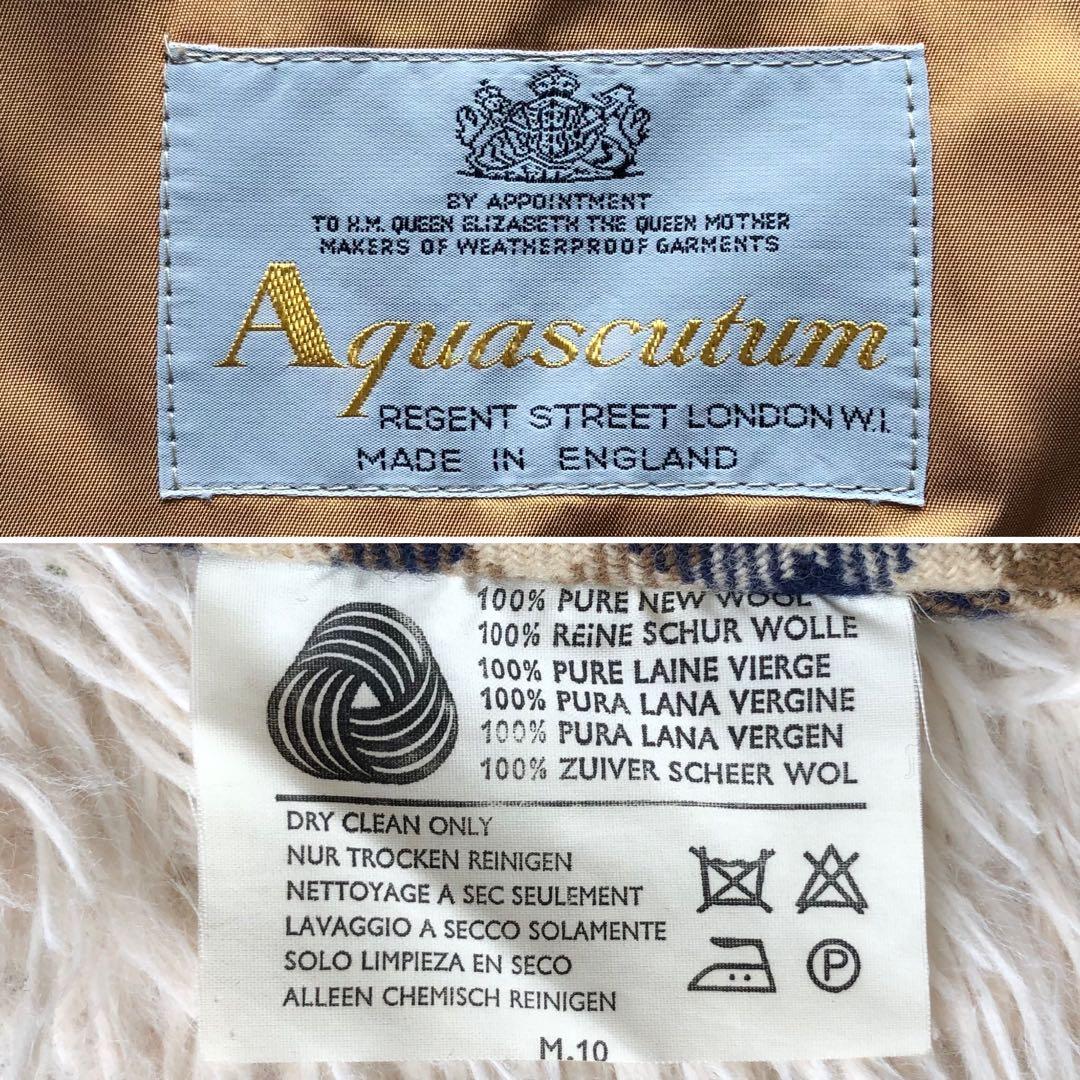 BY APPOINTMENT
TO H.M. QUEEN ELIZABETH THE QUEEN MOTHER
MAKERS OF WEATHERPROOF GARMENTS
Aquascutum
REGENT STREET LONDON W.1.
MADE IN ENGLAND
100% PURE NEW WOOL
100% REINE SCHUR WOLLE
100% PURE LAINE VIERGE
100% PURA LANA VERGINE
100% PURA LANA VERGEN
100% ZUIVER SCHEER WOL
DRY CLEAN ONLY
NUR TROCKEN REINIGEN
NETTOYAGE A SEC SEULEMENT
LAVAGGIO A SECCO SOLAMENTE
SOLO LIMPIEZA EN SECO
ALLEEN CHEMISCH REINIGEN
P
M.10